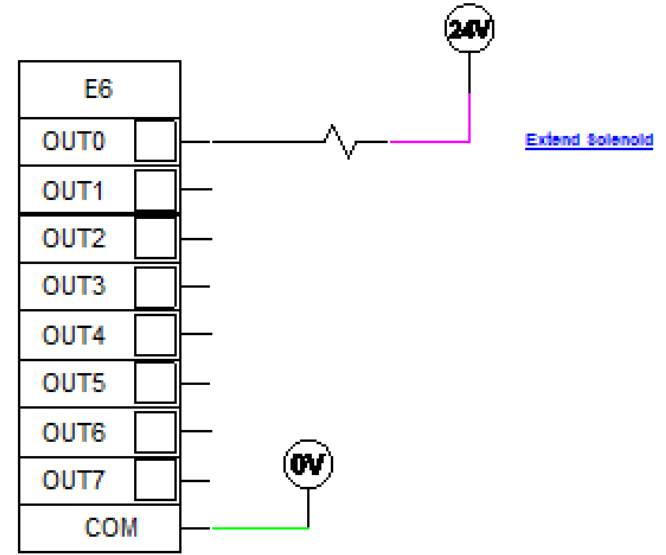 24V
E6
OUT0
Extend Solenoid
OUT1
OUT2
OUT3
OUT4
OUT5
OUT6
0V
OUT7
COM